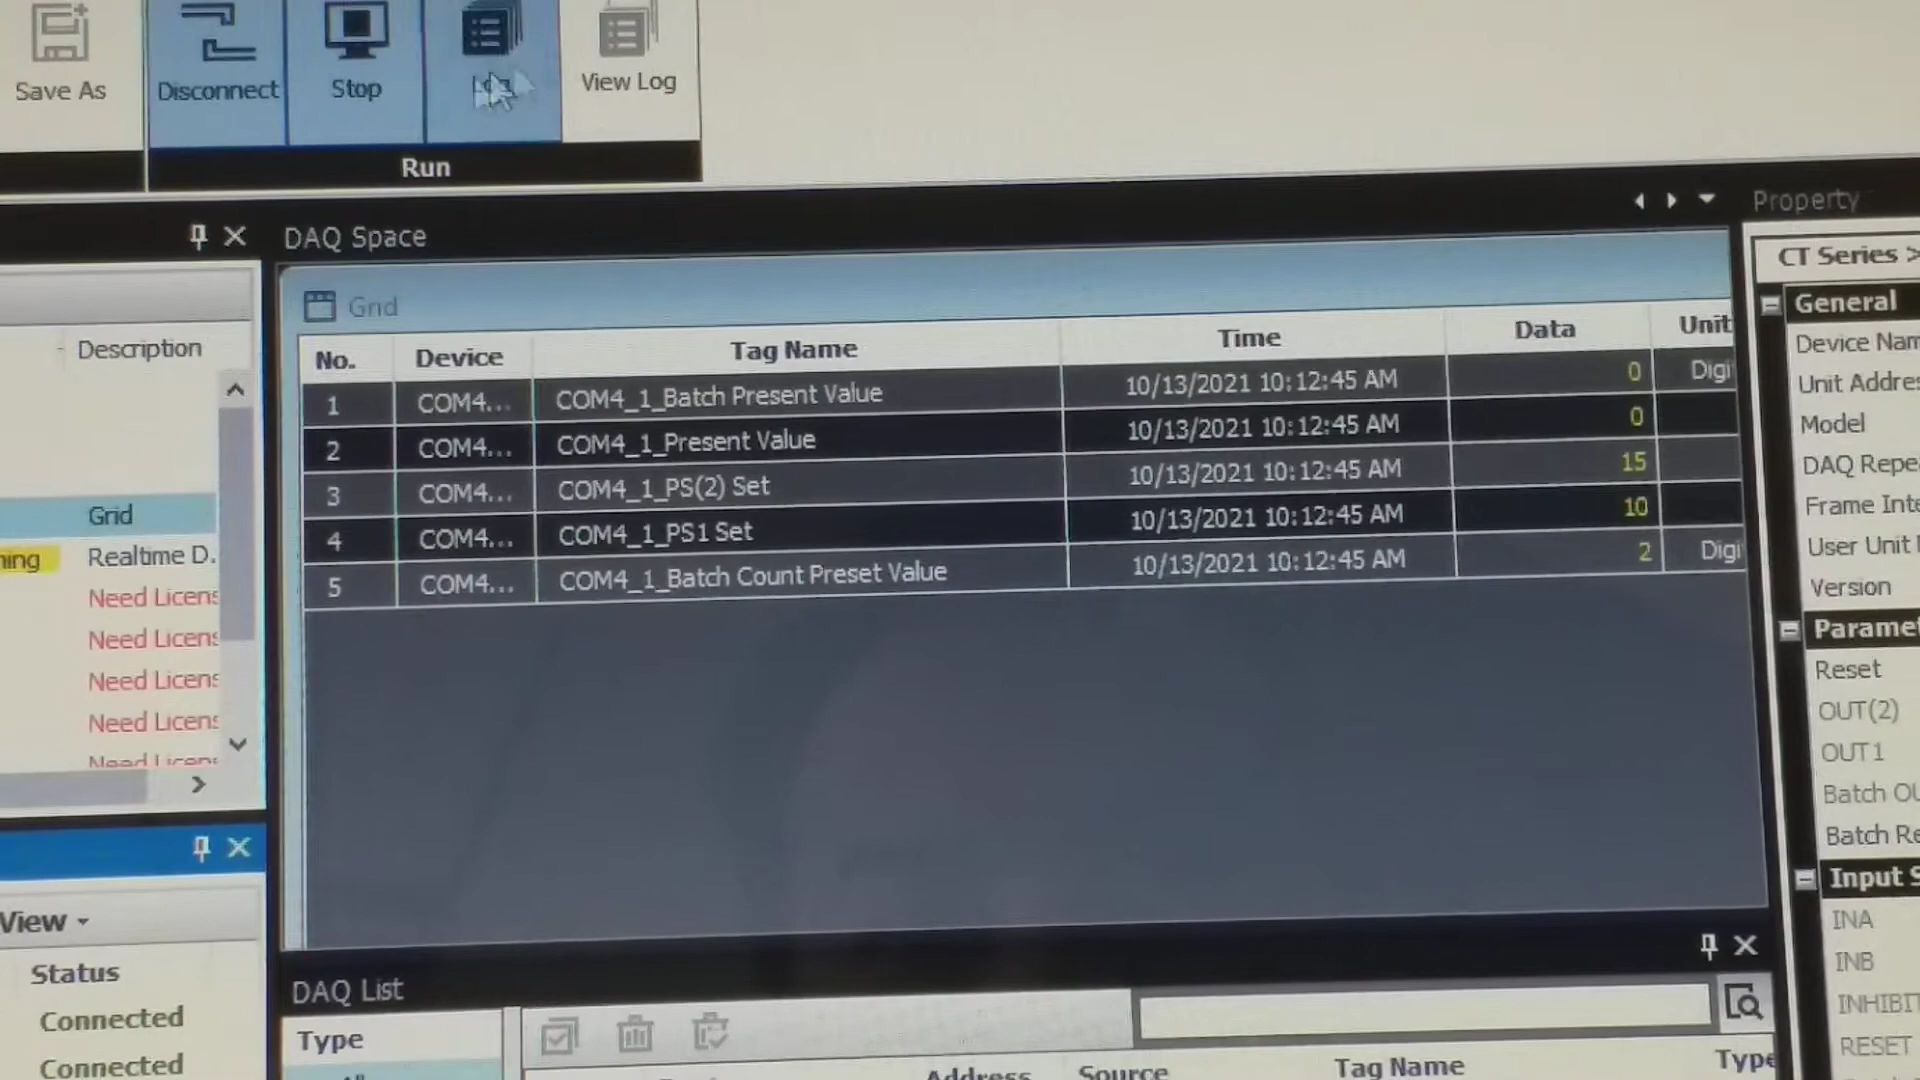 Save As
Disconnect
Stop
View Log
Run
DAQ Space
Property
Description
Grid
Realtime D.
Need Licens
Need Licens
Need Licens
Need Licens
Need Licens
View
Status
Connected
Connected
Grid
No. Device Tag Name Time Data Unit
1 COM4... COM4_1_Batch Present Value 10/13/2021 10:12:45 AM 0 Digi
2 COM4... COM4_1_Present Value 10/13/2021 10:12:45 AM 0
3 COM4... COM4_1_PS(2) Set 10/13/2021 10:12:45 AM 15
4 COM4... COM4_1_PS1 Set 10/13/2021 10:12:45 AM 10
5 COM4... COM4_1_Batch Count Preset Value 10/13/2021 10:12:45 AM 2 Digi
DAQ List
Type
Address Source Tag Name Type
CT Series >
General
Device Nam
Unit Addres
Model
DAQ Repe
Frame Inte
User Unit
Version
Paramet
Reset
OUT(2)
OUT1
Batch OU
Batch Re
Input S
INA
INB
INHIBIT
RESET